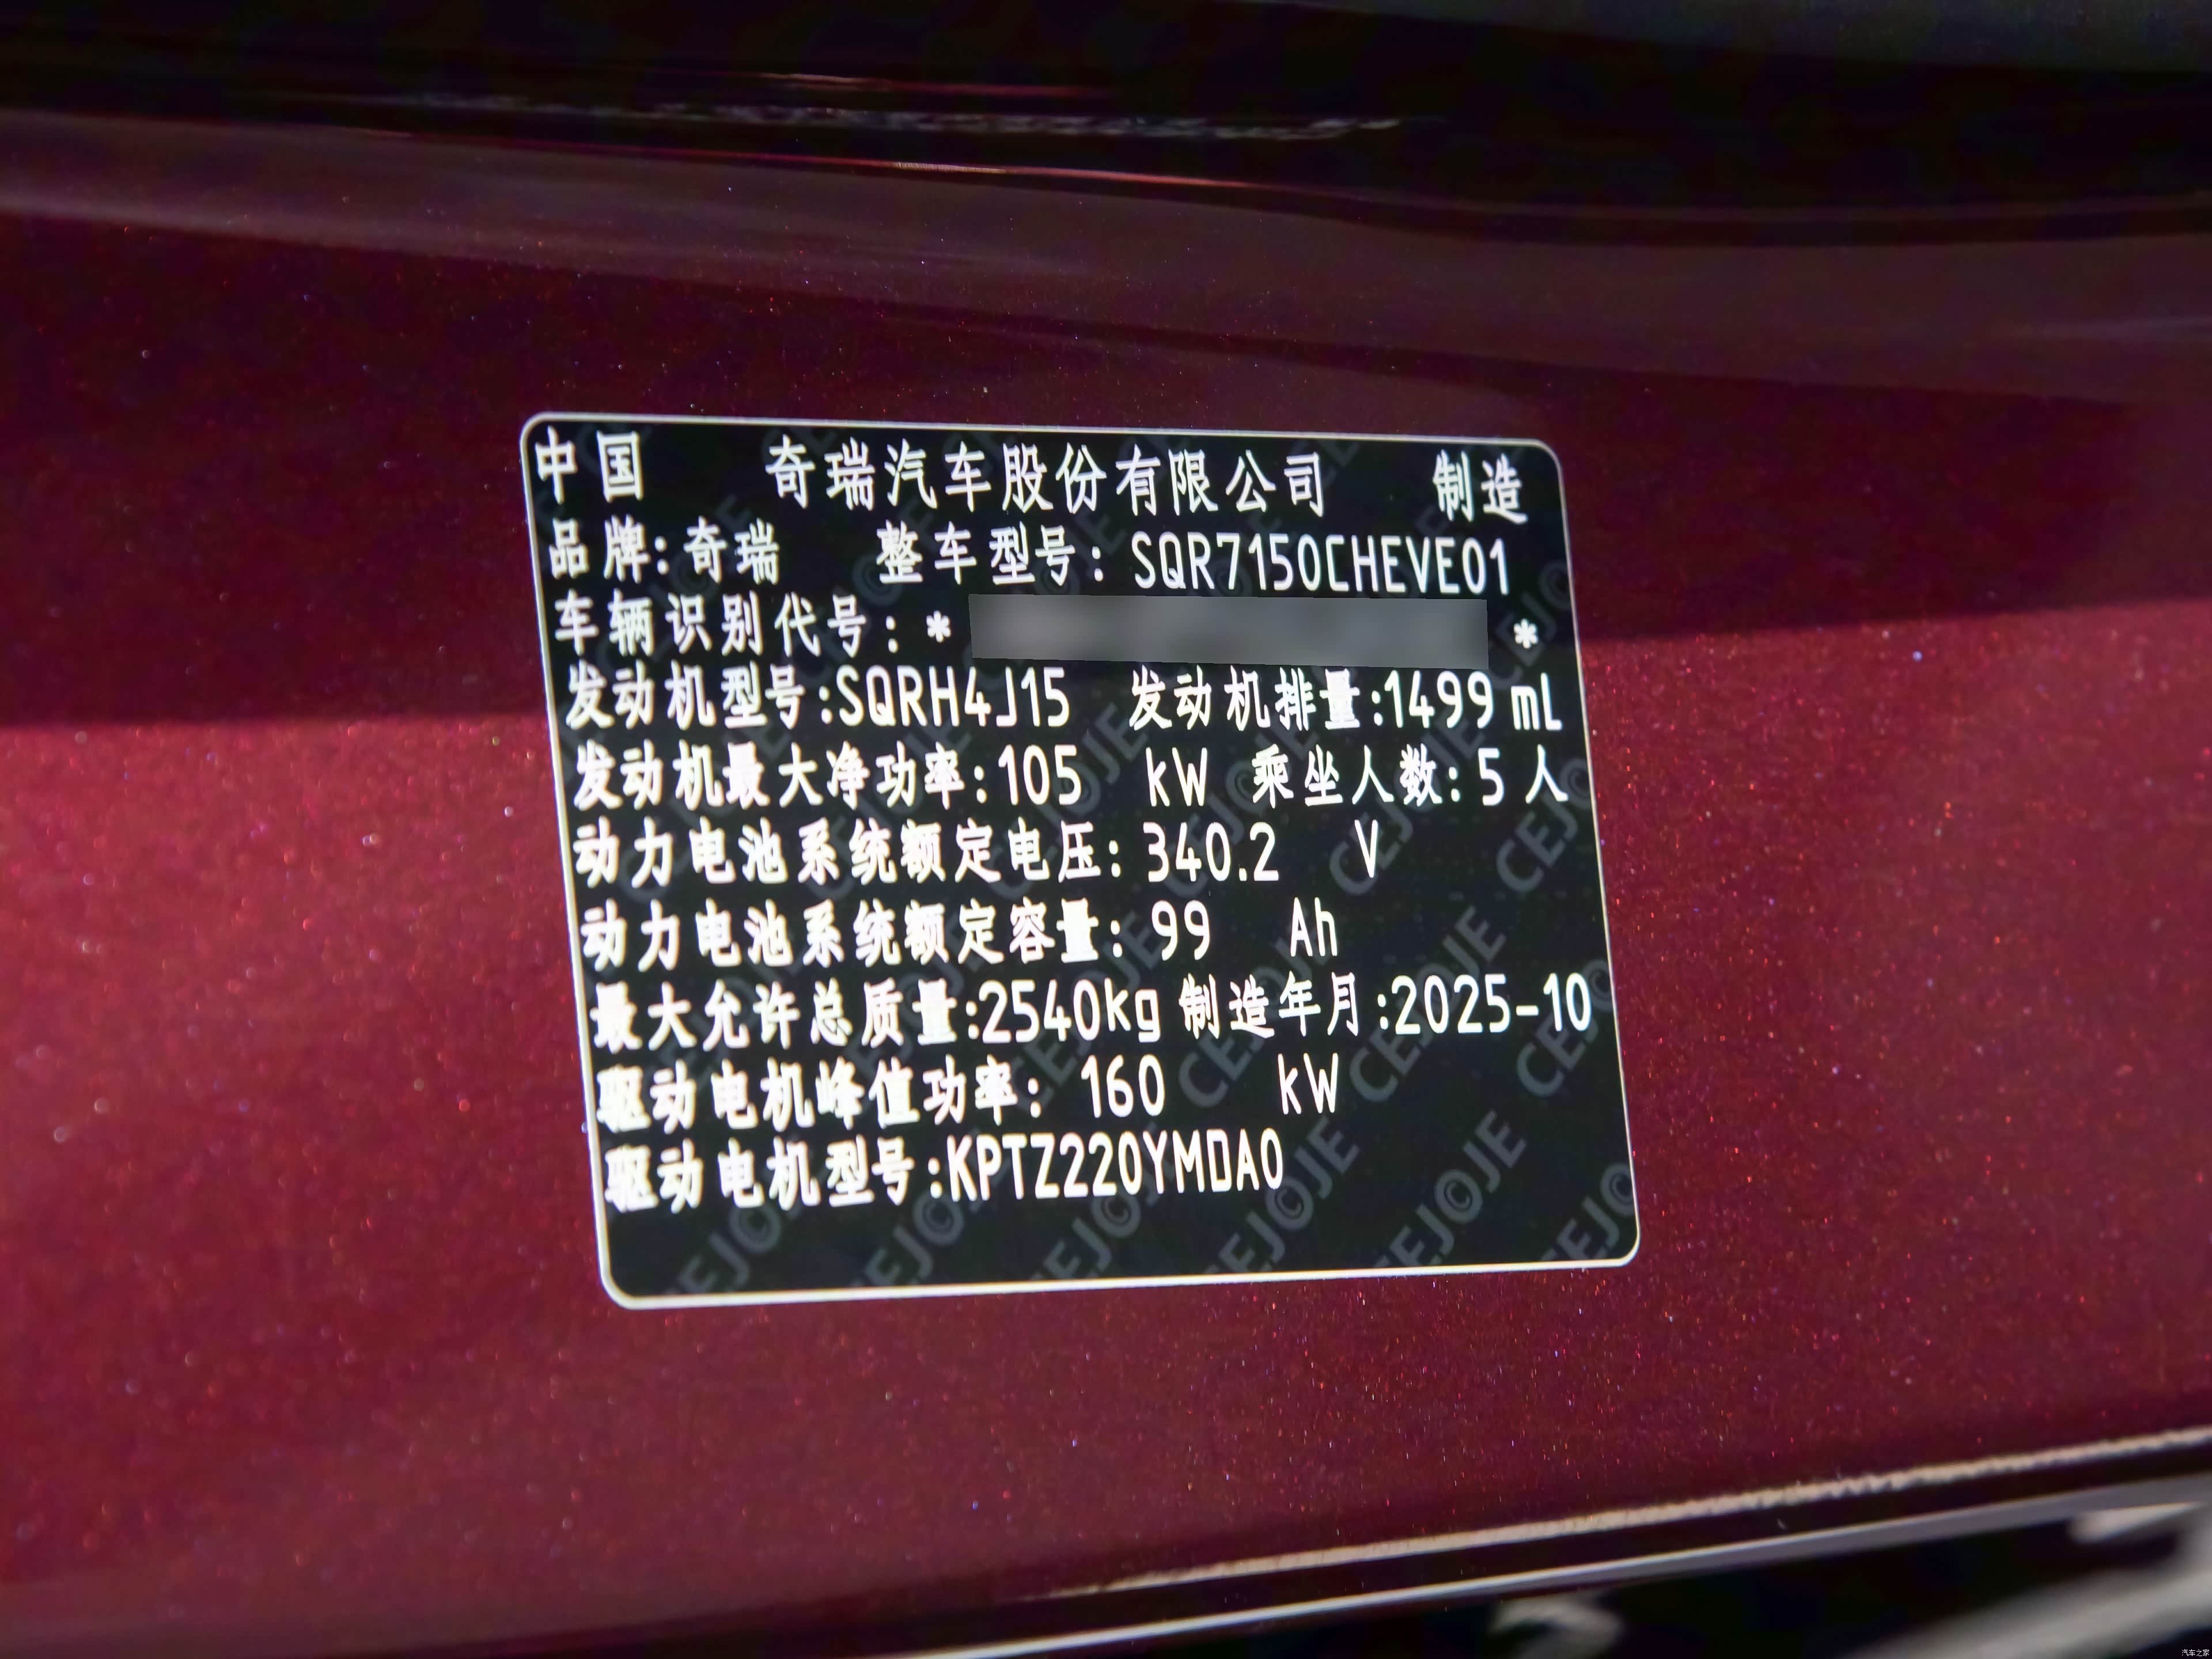 中国 奇瑞汽车股份有限公司 制造
品牌:奇瑞 整车型号:SQR7150CHEVE01
车辆识别代号:* *
发动机型号:SQRH4J15 发动机排量:1499 mL
发动机最大净功率:105 kW 乘坐人数:5人
动力电池系统额定电压:340.2 V
动力电池系统额定容量:99 Ah
最大允许总质量:2540kg 制造年月:2025-10
驱动电机峰值功率: 160 kW
驱动电机型号:KPTZ220YMDA0
CEJOJE
汽车之家